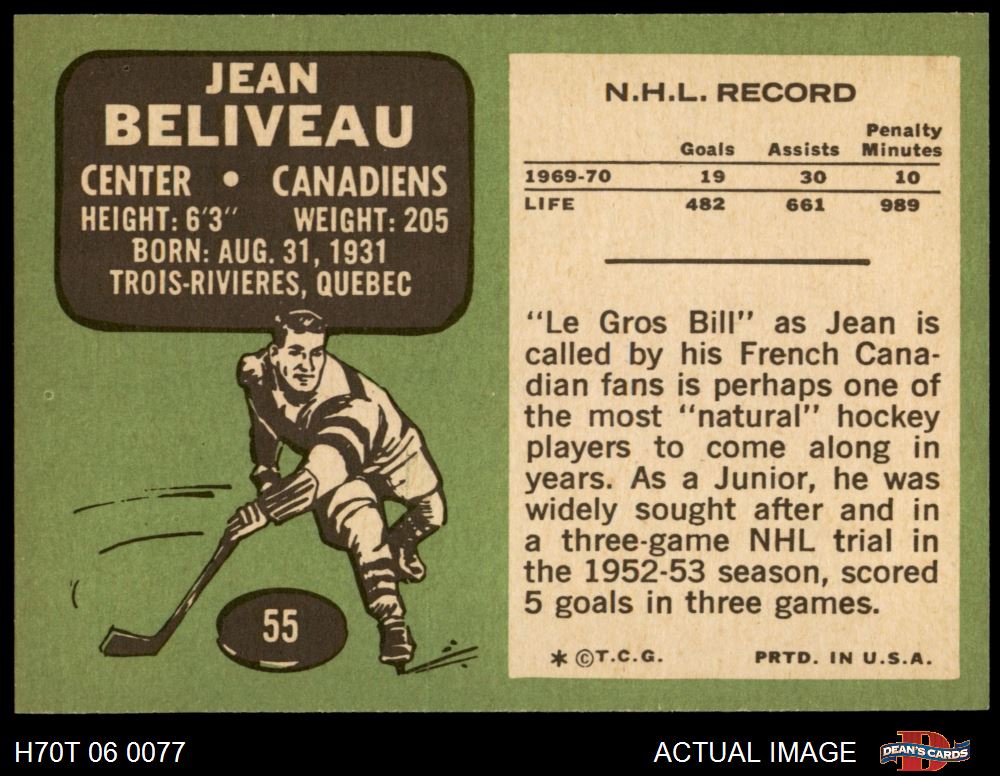 JEAN
BELIVEAU
CENTER • CANADIENS
HEIGHT: 6'3" WEIGHT: 205
BORN: AUG. 31, 1931
TROIS-RIVIERES, QUEBEC
55
N.H.L. RECORD
Goals Assists Penalty Minutes
1969-70 19 30 10
LIFE 482 661 989
"Le Gros Bill" as Jean is
called by his French Cana-
dian fans is perhaps one of
the most "natural" hockey
players to come along in
years. As a Junior, he was
widely sought after and in
a three-game NHL trial in
the 1952-53 season, scored
5 goals in three games.
* © T.C.G. PRTD. IN U.S.A.
H70T 06 0077 ACTUAL IMAGE DEAN'S CARDS